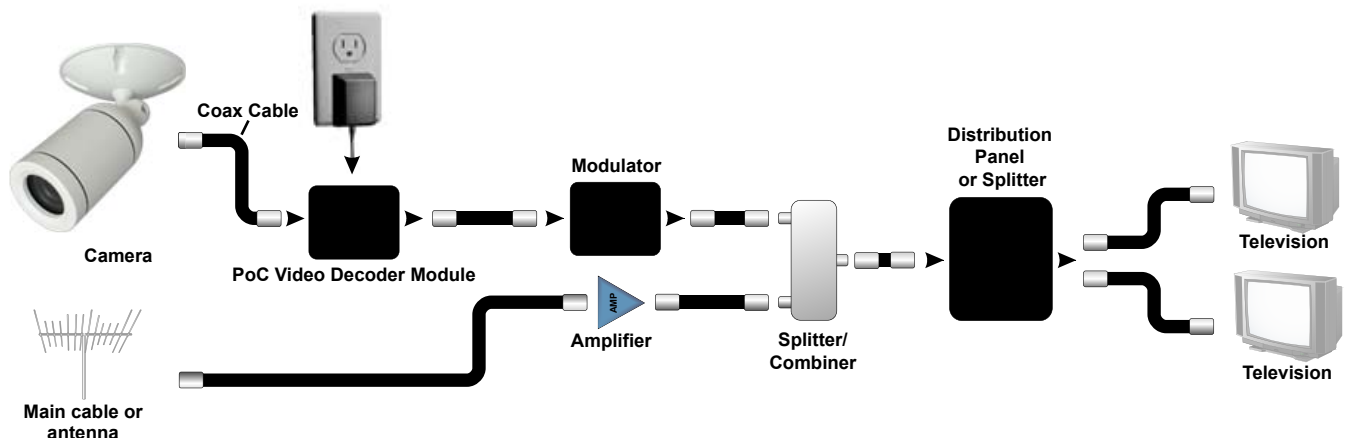 Coax Cable
Camera
PoC Video Decoder Module
Modulator
AMP
Amplifier
Splitter/
Combiner
Distribution
Panel
or Splitter
Television
Television
Main cable or
antenna